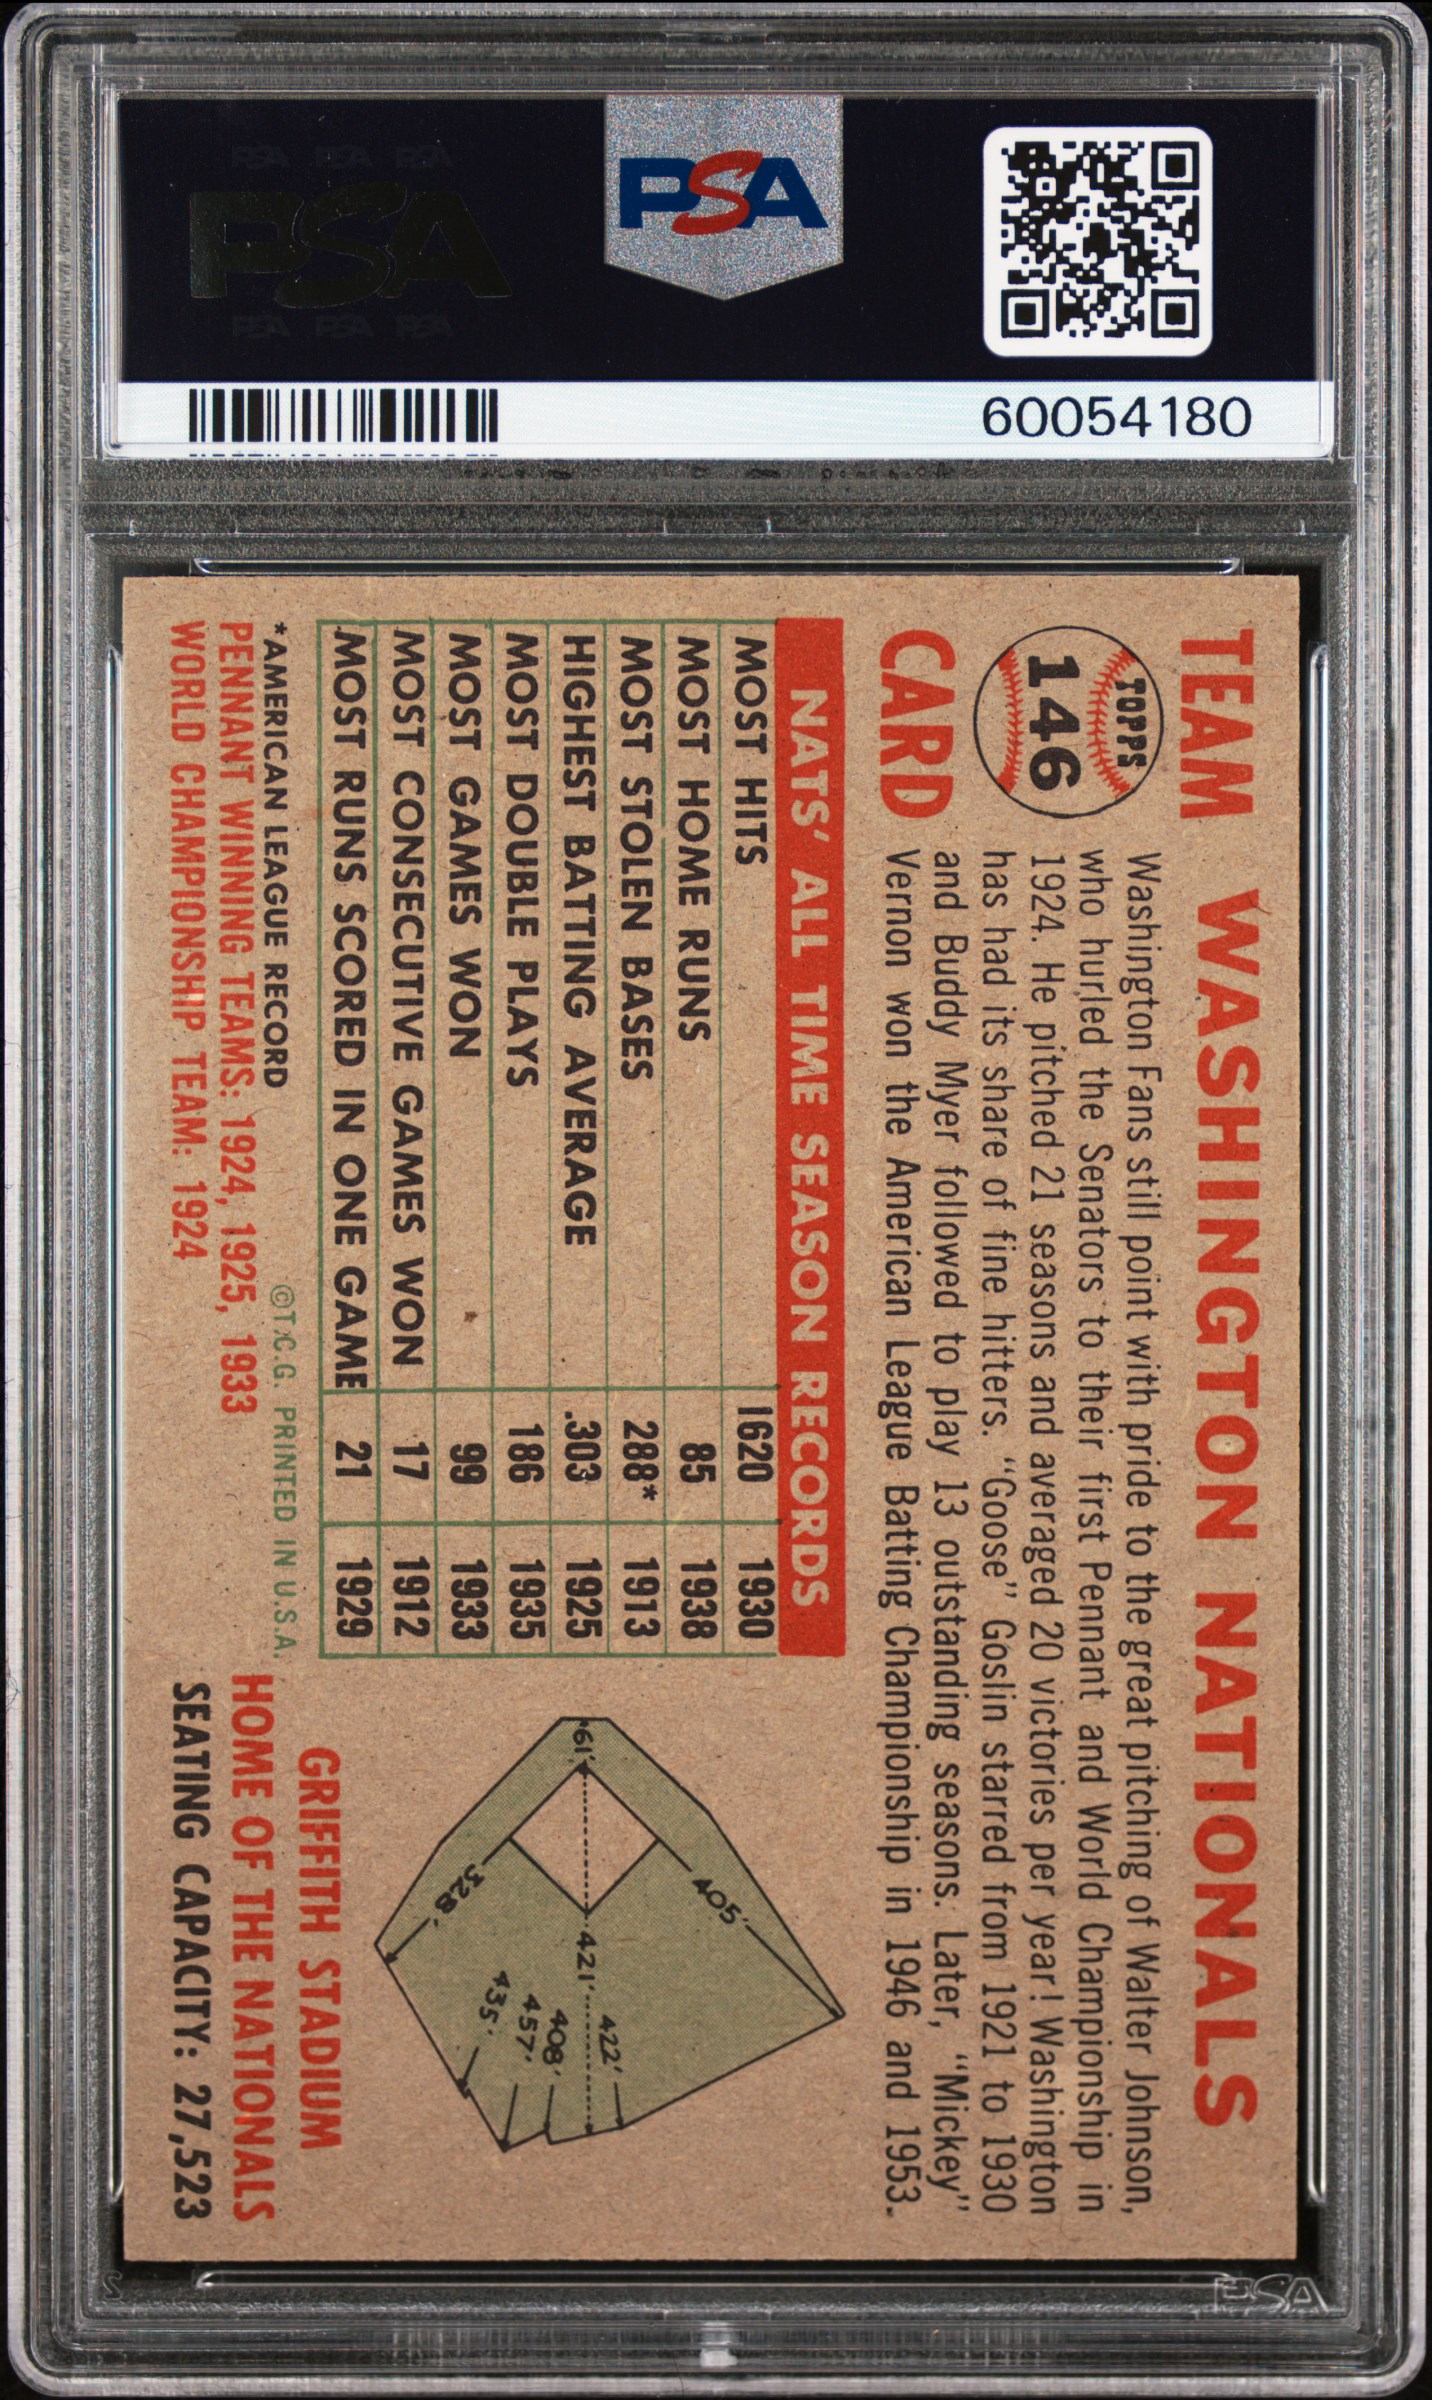 PSA PSA PSA
PSA
PSA PSA PSA
PSA
60054180
TEAM WASHINGTON NATIONALS
TOPPS
146
CARD
Washington Fans still point with pride to the great pitching of Walter Johnson,
who hurled the Senators to their first Pennant and World Championship in
1924. He pitched 21 seasons and averaged 20 victories per year! Washington
has had its share of fine hitters. "Goose" Goslin starred from 1921 to 1930
and Buddy Myer followed to play 13 outstanding seasons. Later, "Mickey"
Vernon won the American League Batting Championship in 1946 and 1953.
NATS' ALL TIME SEASON RECORDS
MOST HITS 1620 1930
MOST HOME RUNS 85 1938
MOST STOLEN BASES 288* 1913
HIGHEST BATTING AVERAGE .303 1925
MOST DOUBLE PLAYS 186 1935
MOST GAMES WON 99 1933
MOST CONSECUTIVE GAMES WON 17 1912
MOST RUNS SCORED IN ONE GAME 21 1929
*AMERICAN LEAGUE RECORD
©T.C.G. PRINTED IN U.S.A.
PENNANT WINNING TEAMS: 1924, 1925, 1933
WORLD CHAMPIONSHIP TEAM: 1924
405'
422'
61'
421'
408'
457'
435'
328'
GRIFFITH STADIUM
HOME OF THE NATIONALS
SEATING CAPACITY: 27,523
PSA